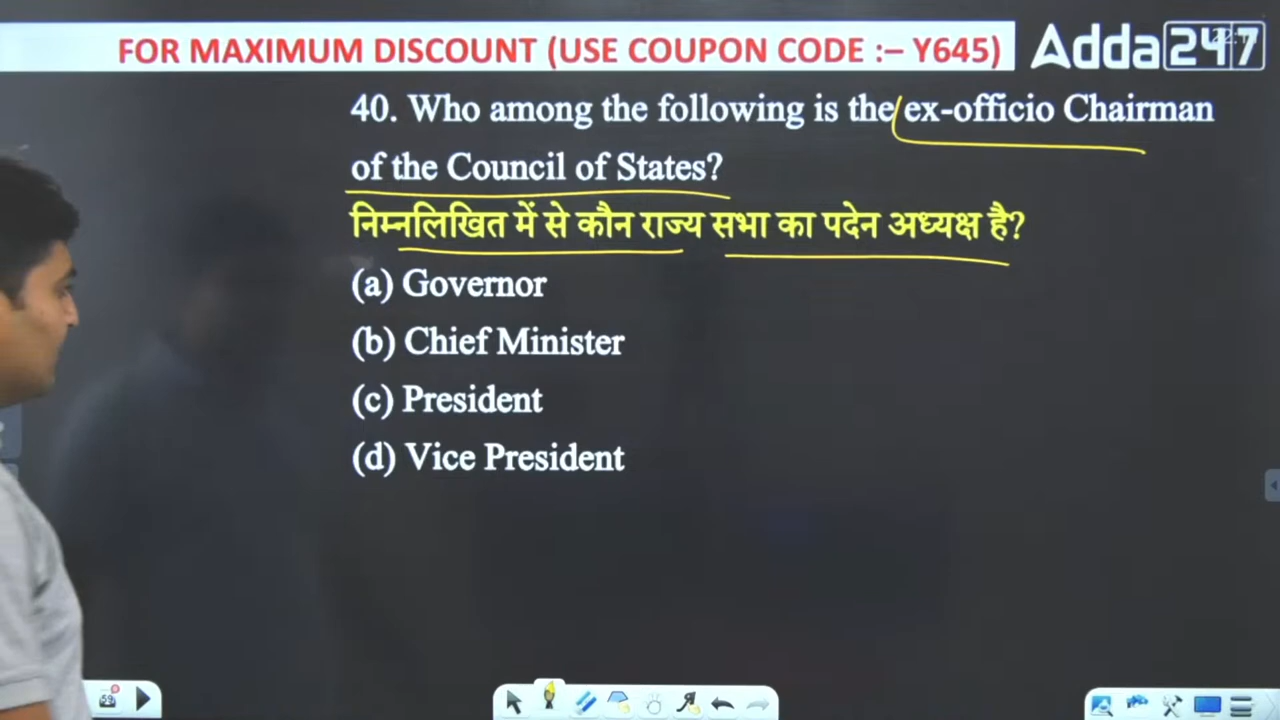 FOR MAXIMUM DISCOUNT (USE COUPON CODE :– Y645)
Adda247
40. Who among the following is the ex-officio Chairman
of the Council of States?
निम्नलिखित में से कौन राज्य सभा का पदेन अध्यक्ष है?
(a) Governor
(b) Chief Minister
(c) President
(d) Vice President
59